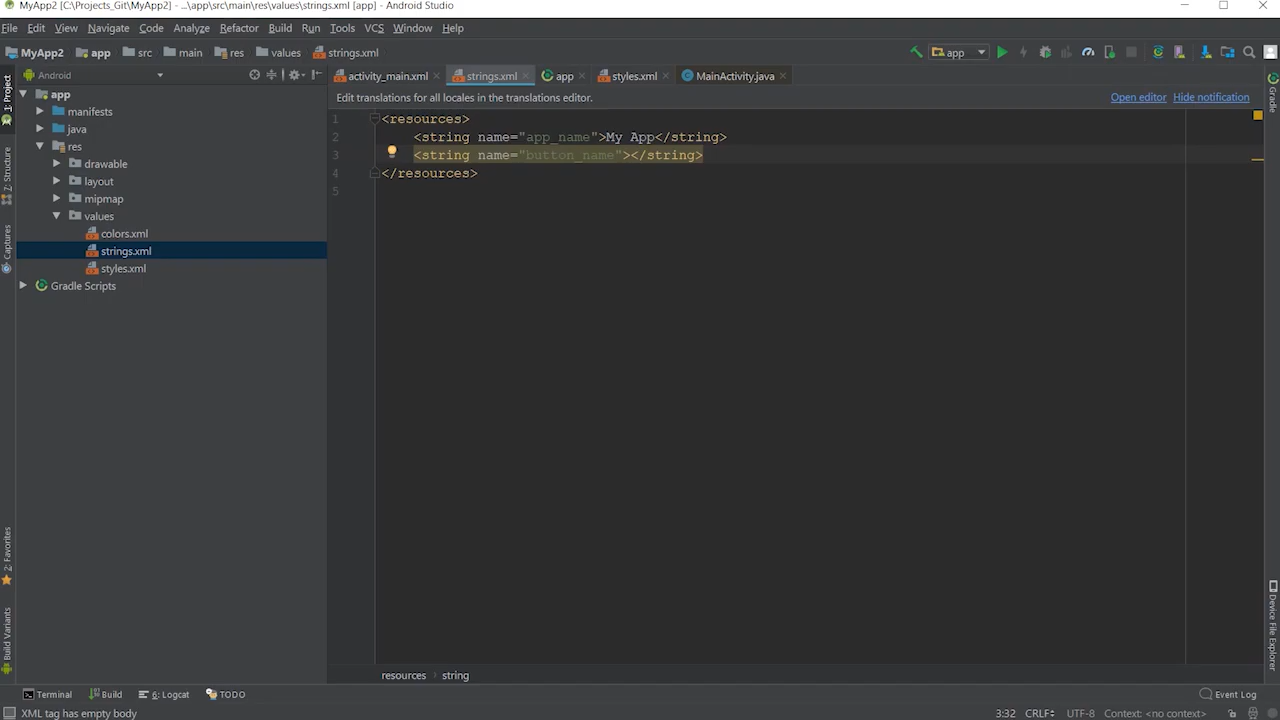 MyApp2 [C:\Projects_Git\MyApp2] - ...\app\src\main\res\values\strings.xml [app] - Android Studio
File Edit View Navigate Code Analyze Refactor Build Run Tools VCS Window Help
MyApp2 app src main res values strings.xml app
Android
activity_main.xml strings.xml app styles.xml MainActivity.java
Edit translations for all locales in the translations editor. Open editor Hide notification
app
manifests
java
res
drawable
layout
mipmap
values
colors.xml
strings.xml
styles.xml
Gradle Scripts
1 <resources>
2 <string name="app_name">My App</string>
3 <string name="button_name"></string>
4 </resources>
5
1: Project
7: Structure
Captures
2: Favorites
Build Variants
Gradle
Device File Explorer
resources string
Terminal Build 6: Logcat TODO Event Log
XML tag has empty body 3:32 CRLF UTF-8 Context: <no context>